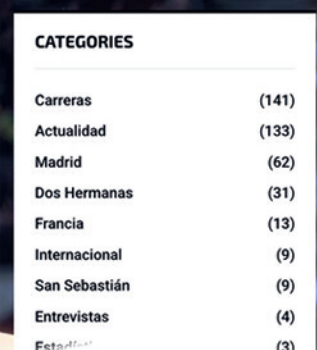 CATEGORIES
Carreras (141)
Actualidad (133)
Madrid (62)
Dos Hermanas (31)
Francia (13)
Internacional (9)
San Sebastián (9)
Entrevistas (4)
(3)